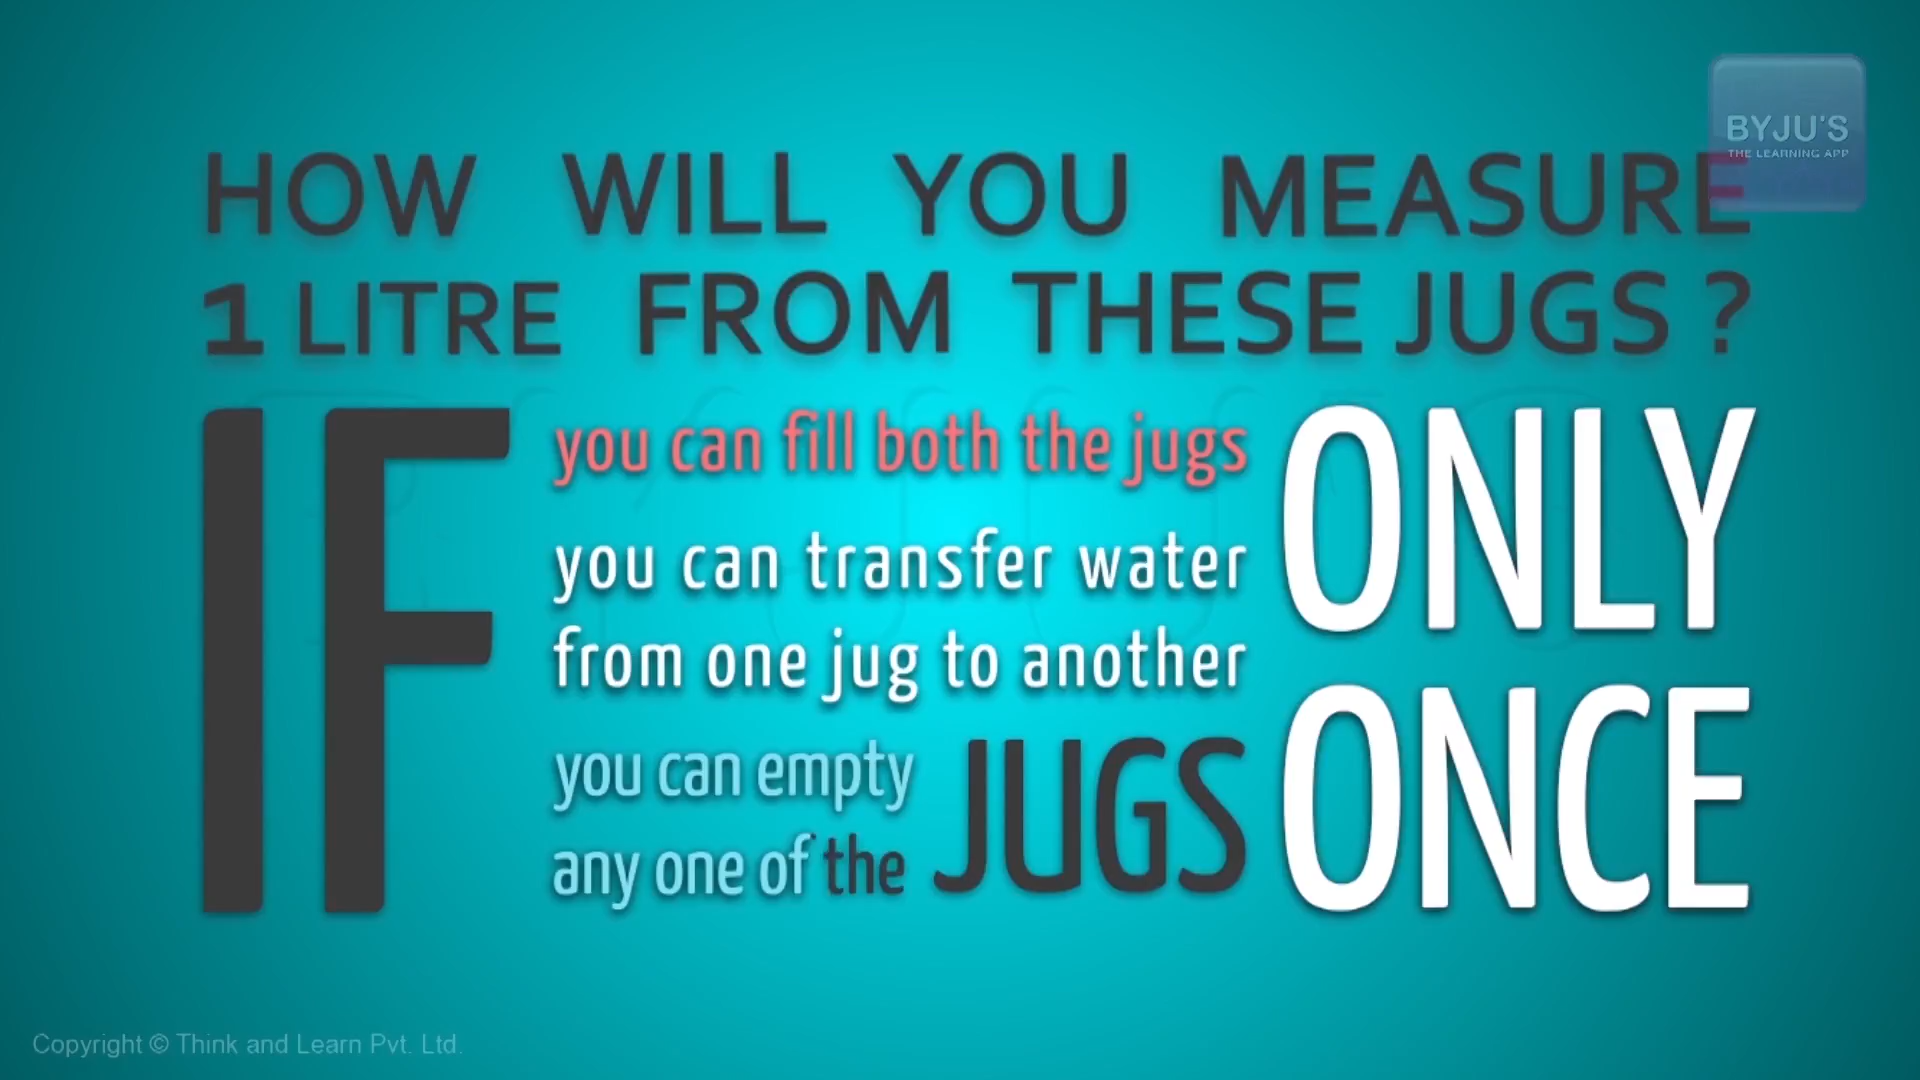 BYJU'S
THE LEARNING APP
HOW WILL YOU MEASURE
1 LITRE FROM THESE JUGS ?
IF
you can fill both the jugs
you can transfer water
from one jug to another
you can empty
any one of the JUGS
ONLY
ONCE
Copyright © Think and Learn Pvt. Ltd.